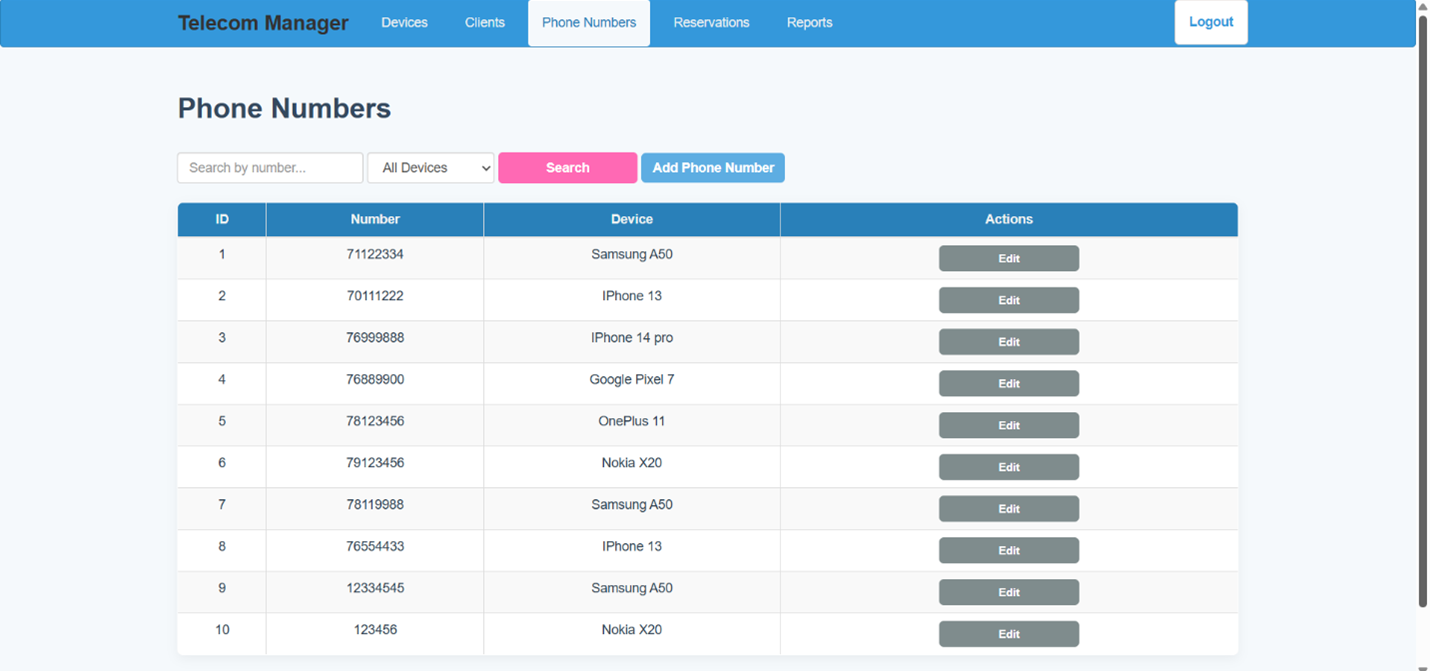 Telecom Manager Devices Clients Phone Numbers Reservations Reports Logout
Phone Numbers
Search by number... All Devices Search Add Phone Number
ID Number Device Actions
1 71122334 Samsung A50 Edit
2 70111222 IPhone 13 Edit
3 76999888 IPhone 14 pro Edit
4 76889900 Google Pixel 7 Edit
5 78123456 OnePlus 11 Edit
6 79123456 Nokia X20 Edit
7 78119988 Samsung A50 Edit
8 76554433 IPhone 13 Edit
9 12334545 Samsung A50 Edit
10 123456 Nokia X20 Edit